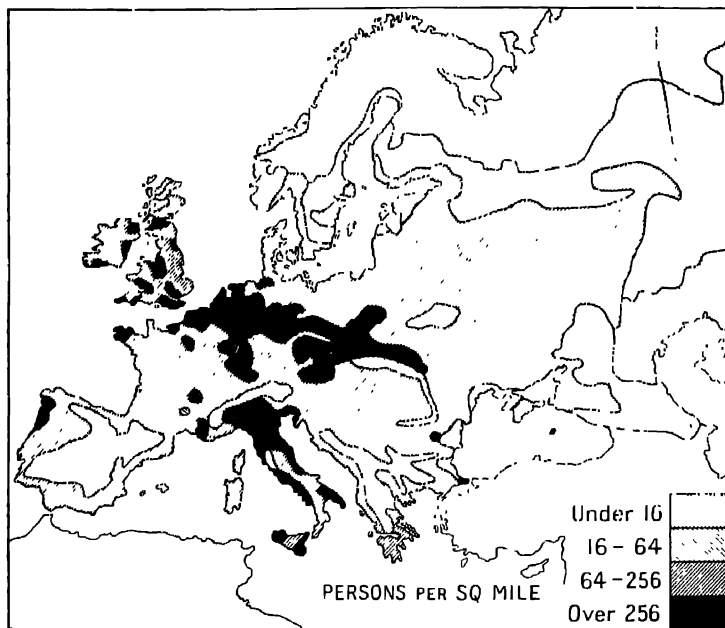 Under 16
16 - 64
PERSONS PER SQ MILE
64 - 256
Over 256